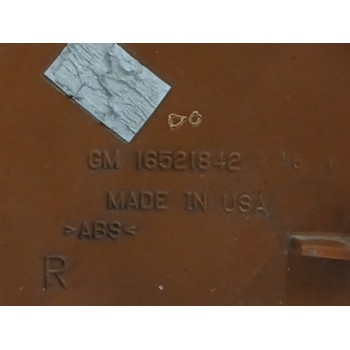 GM 16521842
MADE IN USA
>ABS<
R